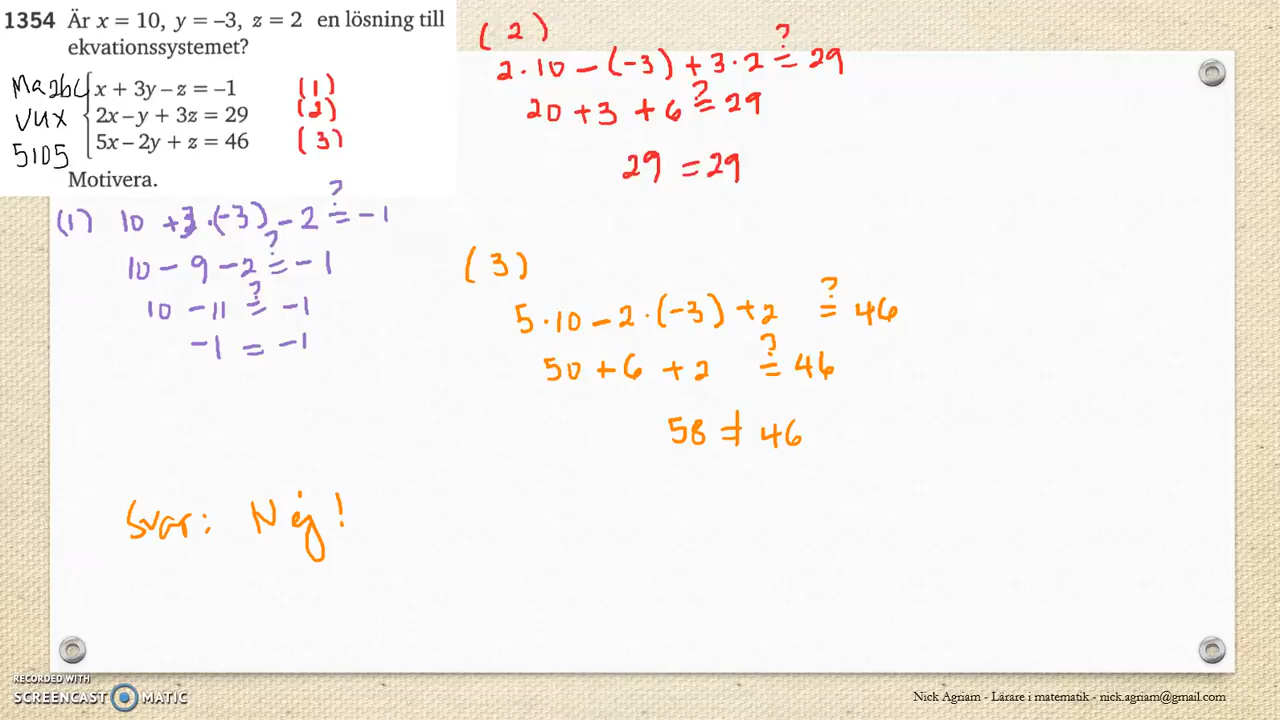 1354 Är x = 10, y = –3, z = 2 en lösning till
ekvationssystemet?
Ma2bc
vux
5105
x + 3y – z = –1 (1)
2x – y + 3z = 29 (2)
5x – 2y + z = 46 (3)
Motivera.
(1) 10 + 3 · (-3) - 2 ?= -1
10 - 9 - 2 ?= -1
10 - 11 ?= -1
-1 = -1
(2)
2 · 10 - (-3) + 3 · 2 ?= 29
20 + 3 + 6 ?= 29
29 = 29
(3)
5 · 10 - 2 · (-3) + 2 ?= 46
50 + 6 + 2 ?= 46
58 ≠ 46
Svar: Nej!
RECORDED WITH
SCREENCAST MATIC
Nick Agriam - Lärare i matematik - nick.agriam@gmail.com